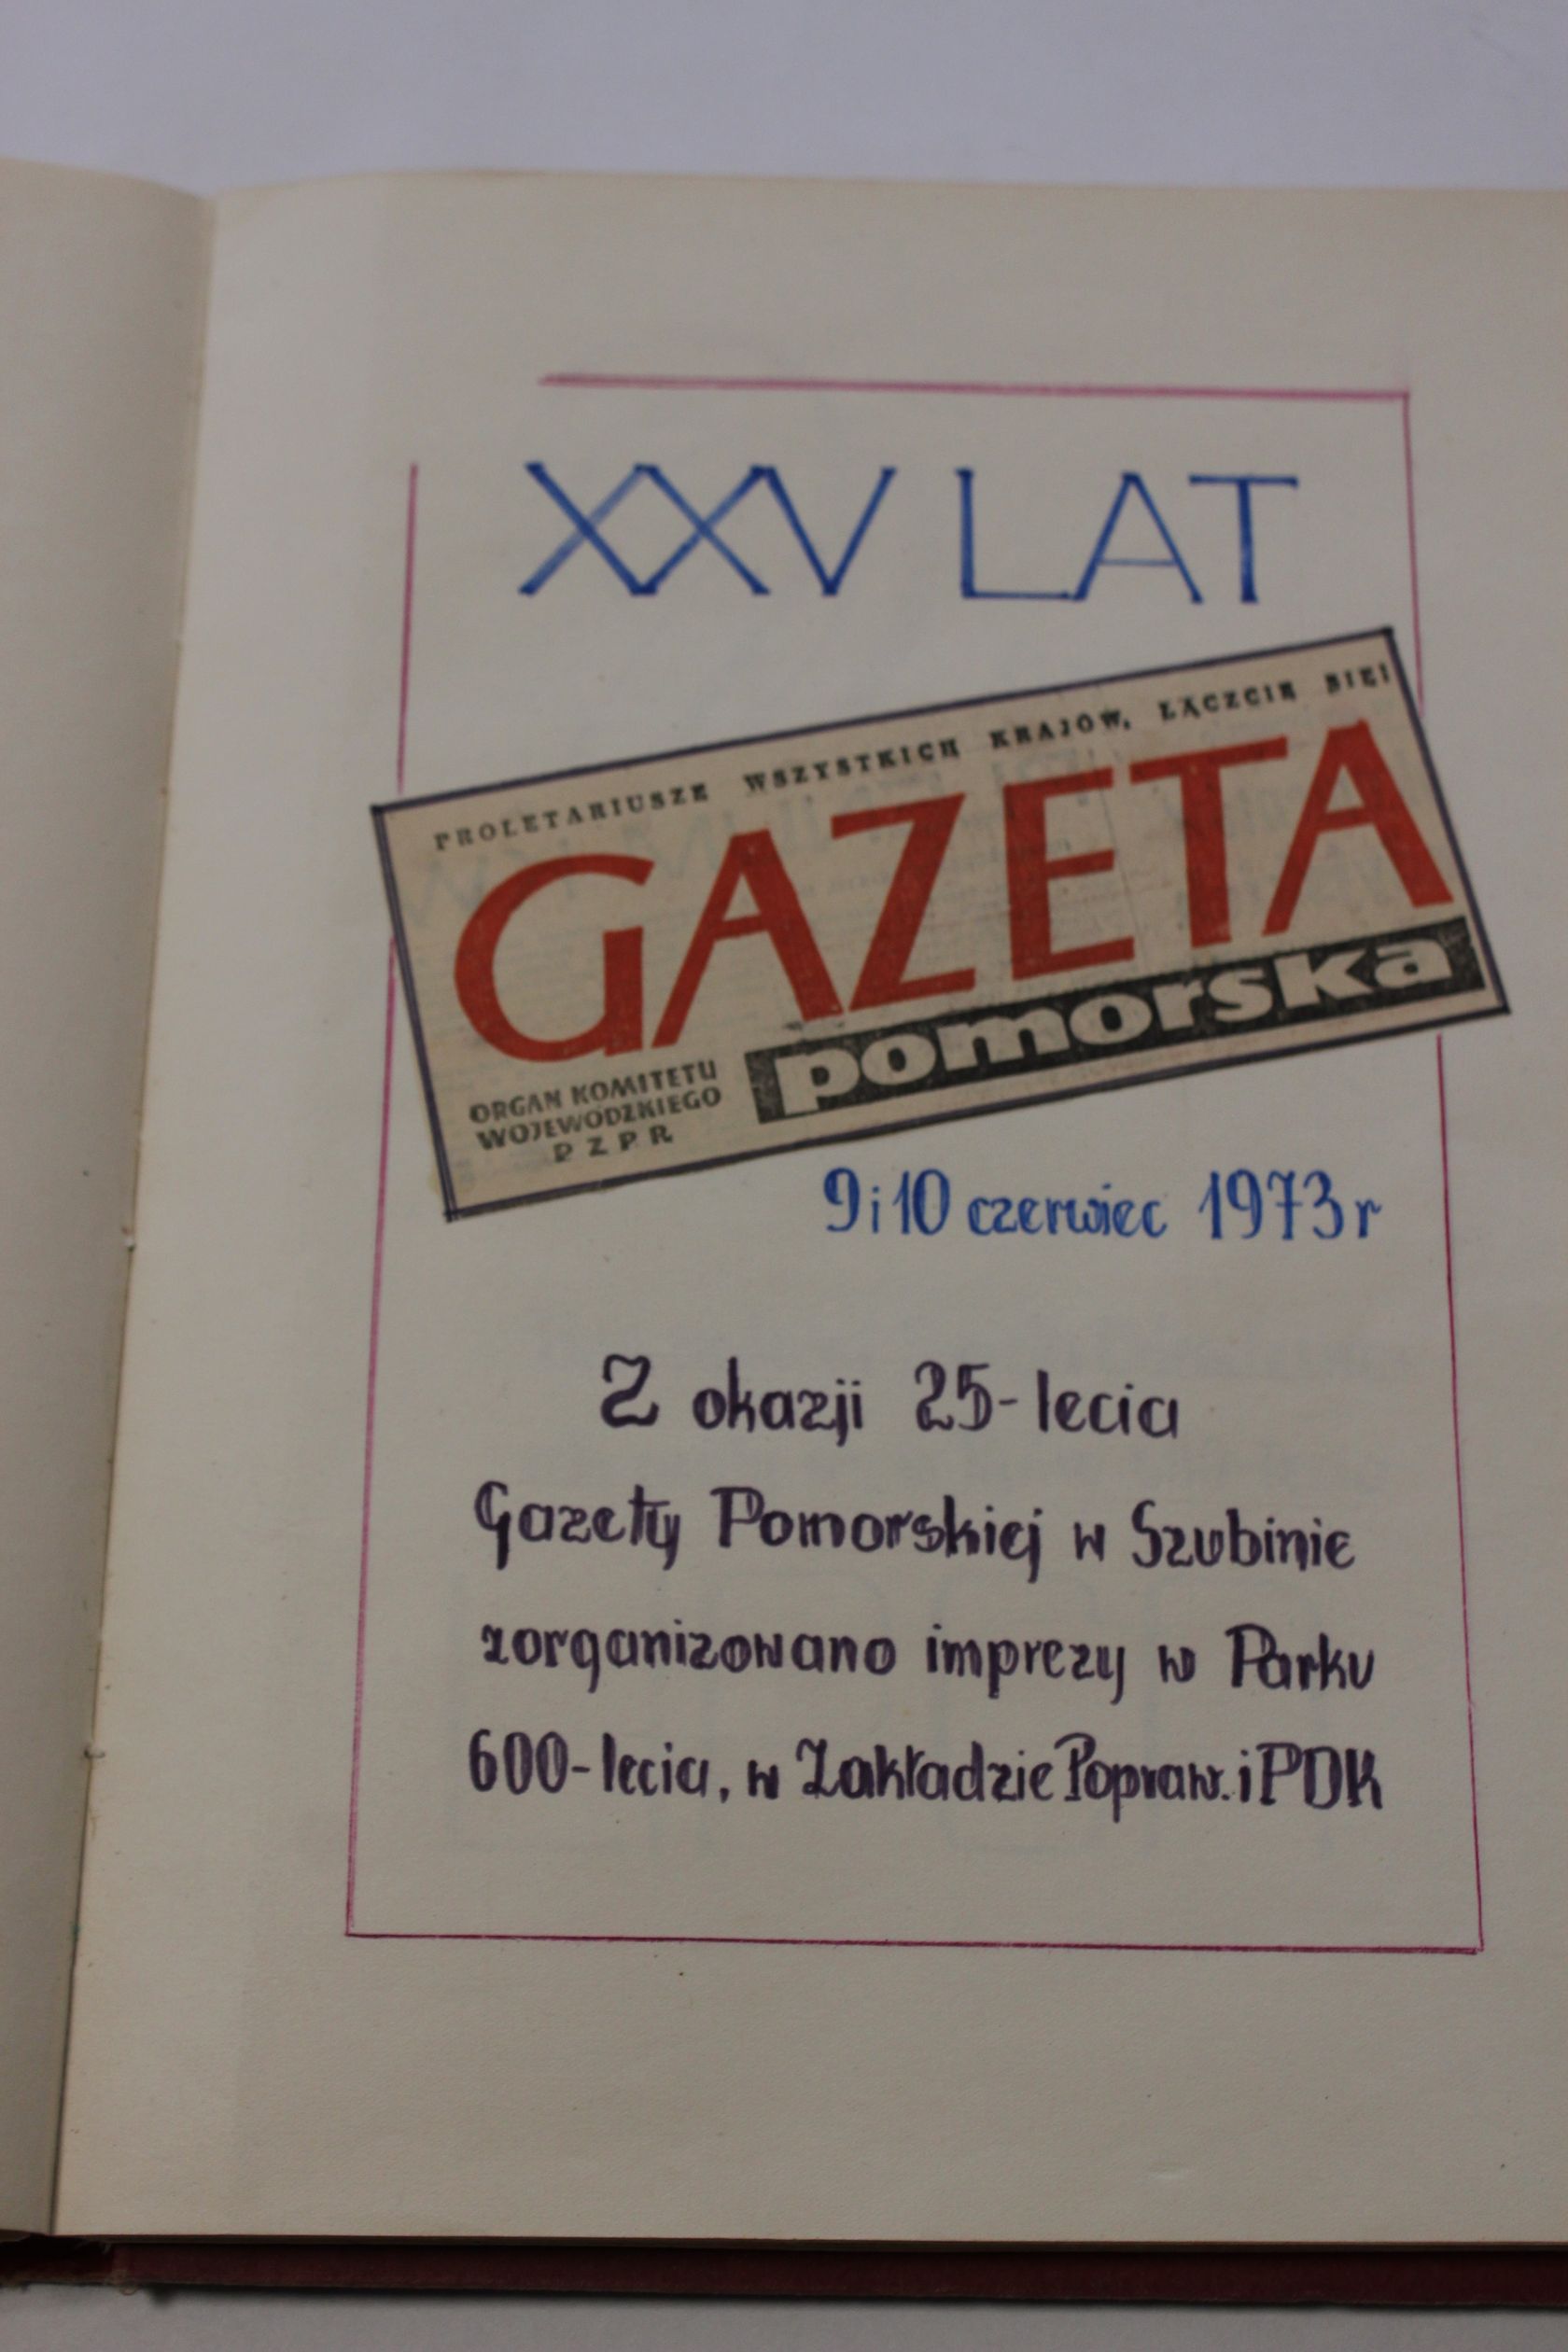 XXV LAT
PROLETARIUSZE WSZYSTKICH KRAJÓW, ŁĄCZCIE SIĘ!
GAZETA
pomorska
ORGAN KOMITETU
WOJEWÓDZKIEGO
PZPR
9 i 10 czerwiec 1973 r
Z okazji 25-lecia
Gazety Pomorskiej w Szubinie
zorganizowano imprezy w Parku
600-lecia, w Zakładzie Popraw. i PDK